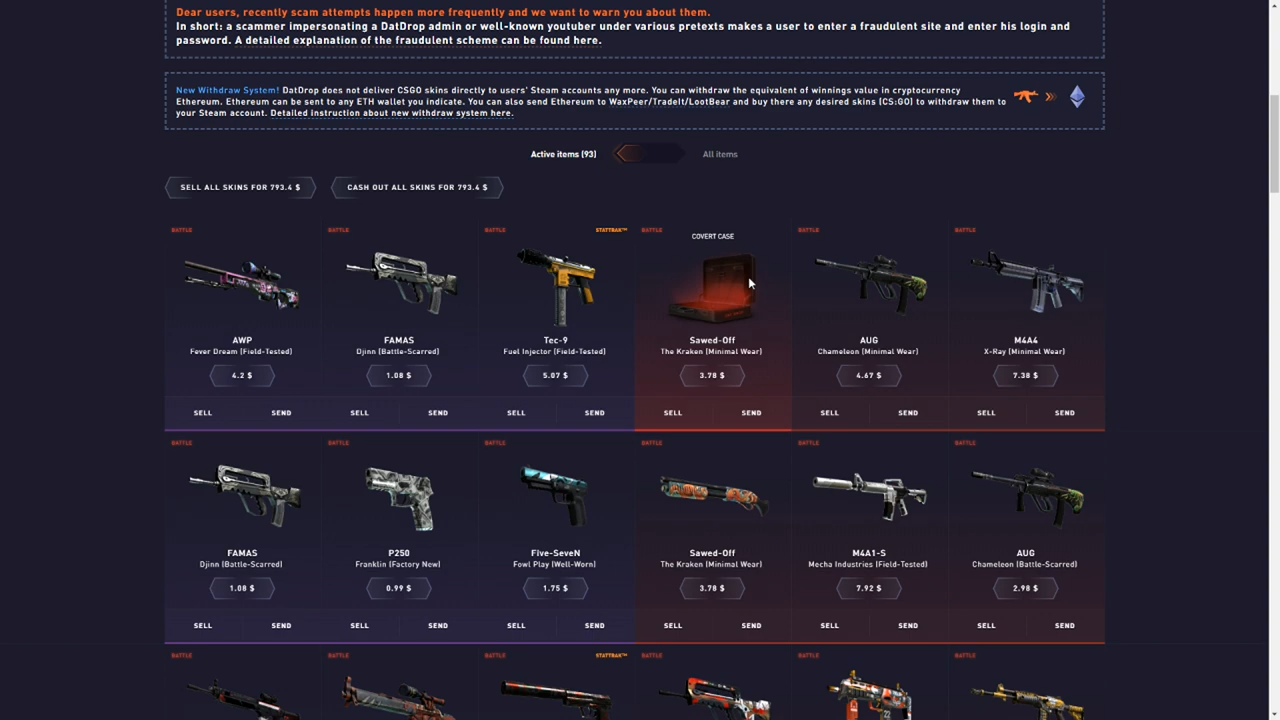 Dear users, recently scam attempts happen more frequently and we want to warn you about them.
In short: a scammer impersonating a DatDrop admin or well-known youtuber under various pretexts makes a user to enter a fraudulent site and enter his login and
password. A detailed explanation of the fraudulent scheme can be found here.
New Withdraw System! DatDrop does not deliver CSGO skins directly to users' Steam accounts any more. You can withdraw the equivalent of winnings value in cryptocurrency
Ethereum. Ethereum can be sent to any ETH wallet you indicate. You can also send Ethereum to WaxPeer/TradeIt/LootBear and buy there any desired skins (CS:GO) to withdraw them to
your Steam account. Detailed instruction about new withdraw system here.
Active items (93) All items
SELL ALL SKINS FOR 793.4 $ CASH OUT ALL SKINS FOR 793.4 $
BATTLE BATTLE BATTLE STATTRAK™ BATTLE BATTLE BATTLE
COVERT CASE
AWP FAMAS Tec-9 Sawed-Off AUG M4A4
Fever Dream (Field-Tested) Djinn (Battle-Scarred) Fuel Injector (Field-Tested) The Kraken (Minimal Wear) Chameleon (Minimal Wear) X-Ray (Minimal Wear)
4.2 $ 1.08 $ 5.07 $ 3.78 $ 4.67 $ 7.38 $
SELL SEND SELL SEND SELL SEND SELL SEND SELL SEND SELL SEND
BATTLE BATTLE BATTLE BATTLE BATTLE BATTLE
FAMAS P250 Five-SeveN Sawed-Off M4A1-S AUG
Djinn (Battle-Scarred) Franklin (Factory New) Fowl Play (Well-Worn) The Kraken (Minimal Wear) Mecha Industries (Field-Tested) Chameleon (Battle-Scarred)
1.08 $ 0.99 $ 1.75 $ 3.78 $ 7.92 $ 2.98 $
SELL SEND SELL SEND SELL SEND SELL SEND SELL SEND SELL SEND
BATTLE BATTLE BATTLE STATTRAK™ BATTLE BATTLE BATTLE
22